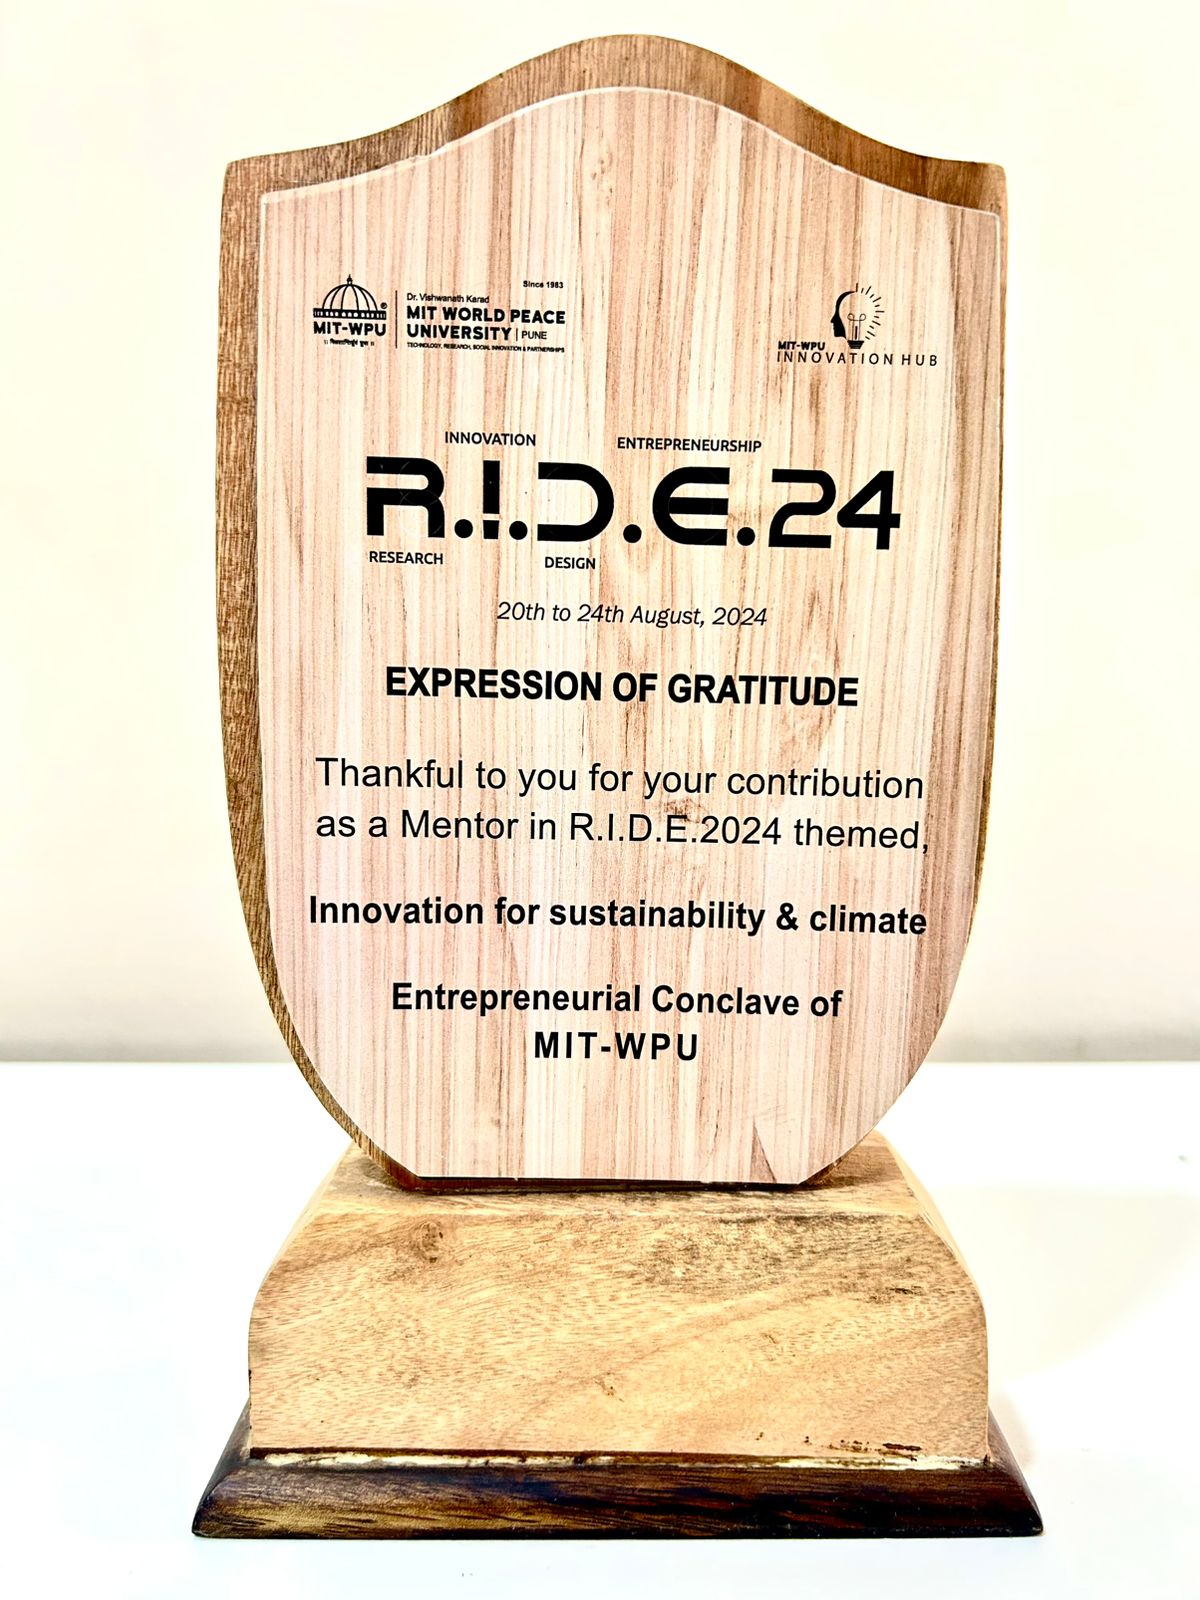 Since 1983
Dr. Vishwanath Karad
MIT WORLD PEACE
UNIVERSITY | PUNE
TECHNOLOGY, RESEARCH, SOCIAL INNOVATION & PARTNERSHIPS
MIT-WPU
MIT-WPU
INNOVATION HUB
INNOVATION ENTREPRENEURSHIP
R.I.D.E.24
RESEARCH DESIGN
20th to 24th August, 2024
EXPRESSION OF GRATITUDE
Thankful to you for your contribution
as a Mentor in R.I.D.E.2024 themed,
Innovation for sustainability & climate
Entrepreneurial Conclave of
MIT-WPU